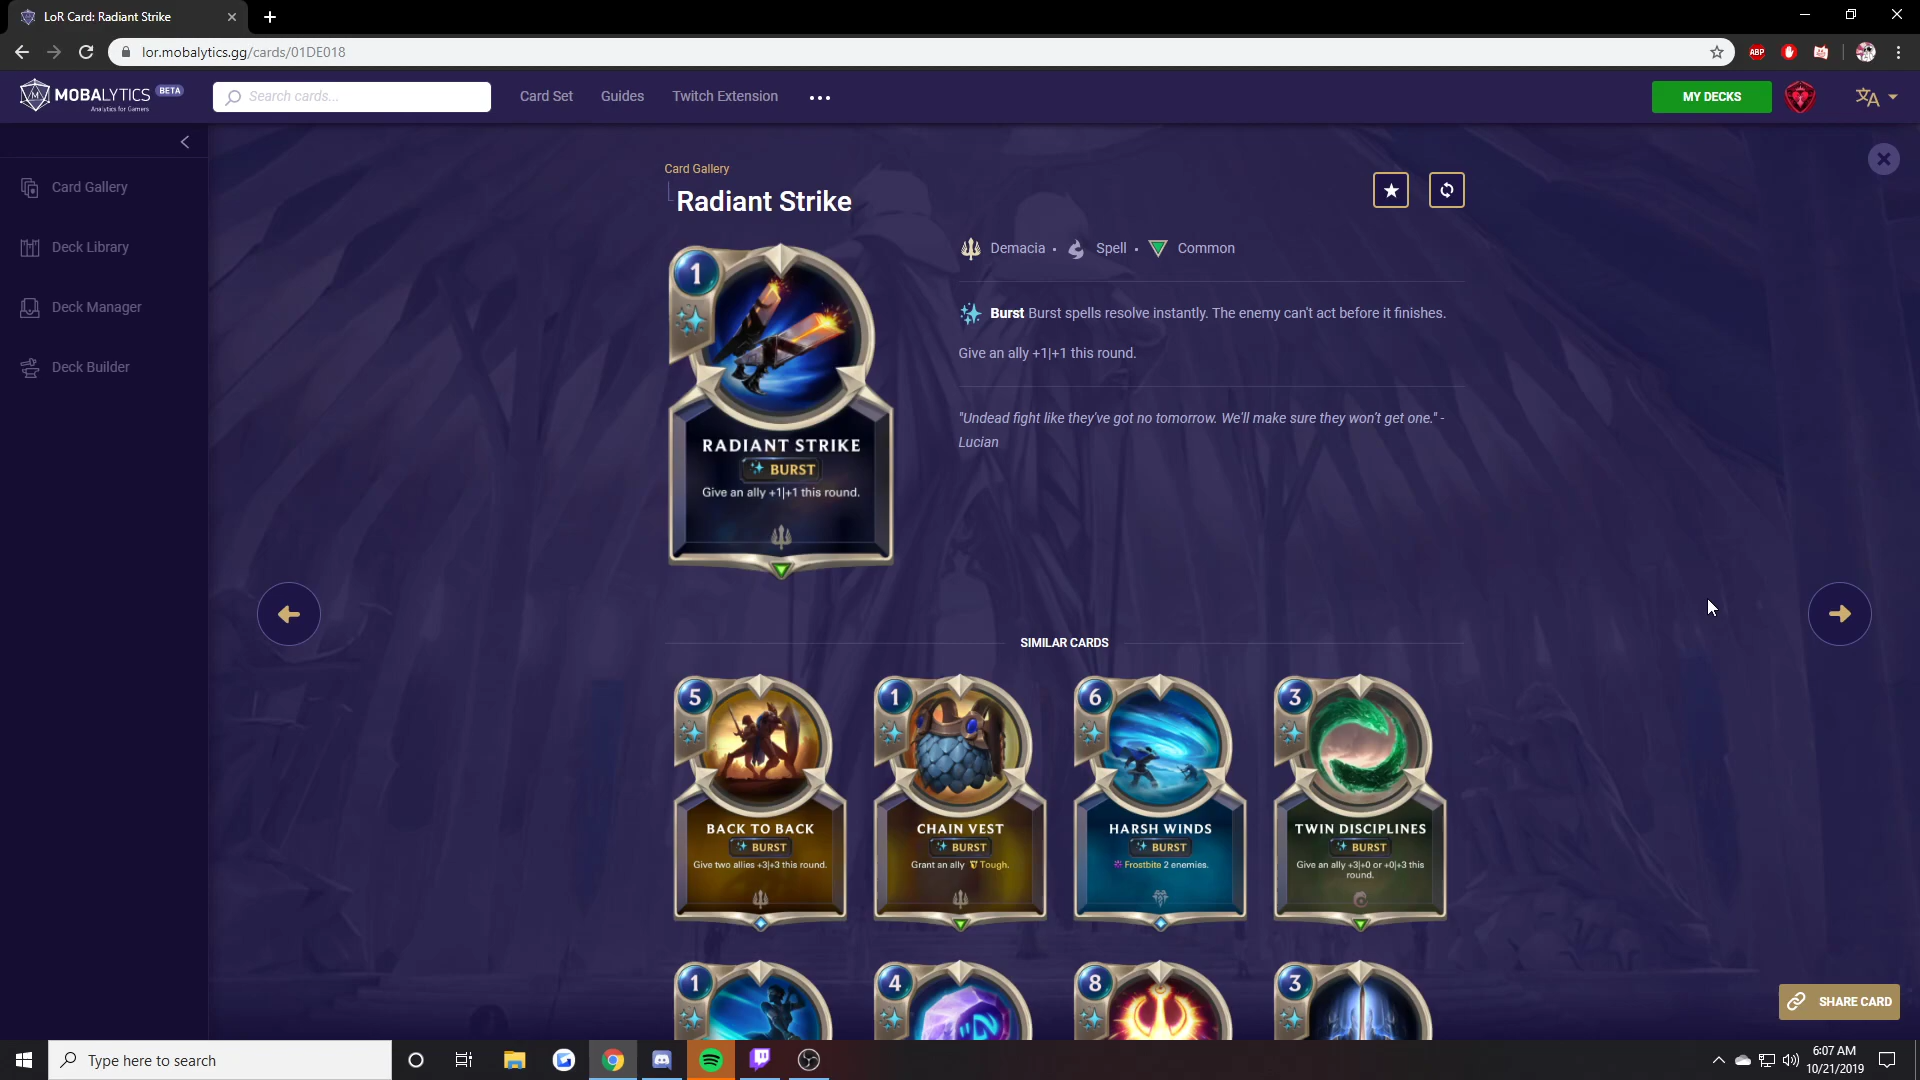 LoR Card: Radiant Strike
lor.mobalytics.gg/cards/01DE018
ABP
MOBALYTICS BETA
Analytics for Gamers
Search cards...
Card Set
Guides
Twitch Extension
MY DECKS
Card Gallery
Deck Library
Deck Manager
Deck Builder
Card Gallery
Radiant Strike
Demacia • Spell • Common
Burst Burst spells resolve instantly. The enemy can't act before it finishes.
Give an ally +1|+1 this round.
"Undead fight like they've got no tomorrow. We'll make sure they won't get one." -
Lucian
1
RADIANT STRIKE
BURST
Give an ally +1|+1 this round.
SIMILAR CARDS
5
BACK TO BACK
BURST
Give two allies +3|+3 this round.
1
CHAIN VEST
BURST
Grant an ally Tough.
6
HARSH WINDS
BURST
Frostbite 2 enemies.
3
TWIN DISCIPLINES
BURST
Give an ally +3|+0 or +0|+3 this
round.
1
4
8
3
SHARE CARD
Type here to search
6:07 AM
10/21/2019